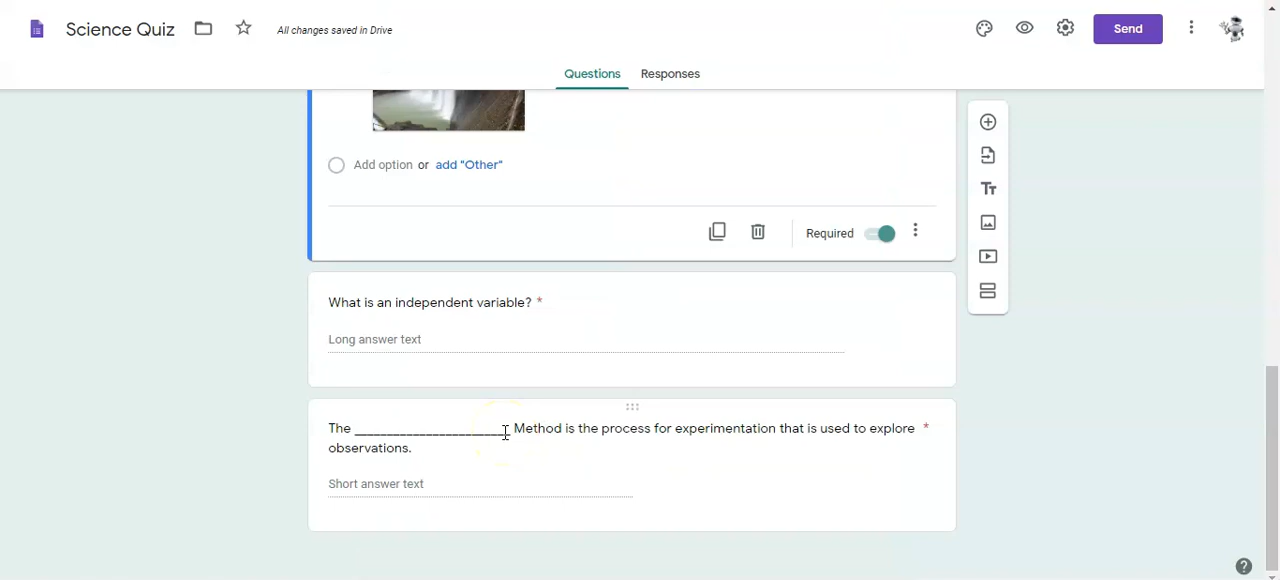 Science Quiz
All changes saved in Drive
Send
Questions
Responses
Add option or add "Other"
Required
What is an independent variable? *
Long answer text
The ________________________ Method is the process for experimentation that is used to explore *
observations.
Short answer text